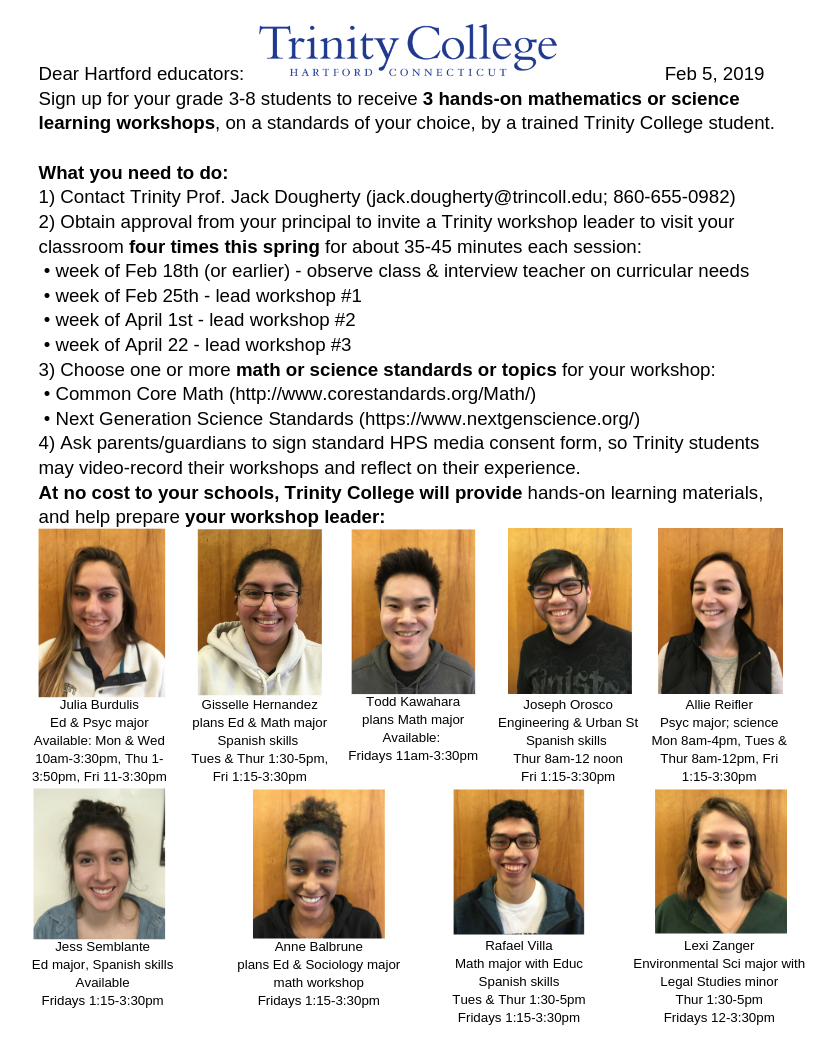 Trinity College
HARTFORD CONNECTICUT
Dear Hartford educators:
Feb 5, 2019
Sign up for your grade 3-8 students to receive 3 hands-on mathematics or science
learning workshops, on a standards of your choice, by a trained Trinity College student.
What you need to do:
1) Contact Trinity Prof. Jack Dougherty (jack.dougherty@trincoll.edu; 860-655-0982)
2) Obtain approval from your principal to invite a Trinity workshop leader to visit your
classroom four times this spring for about 35-45 minutes each session:
• week of Feb 18th (or earlier) - observe class & interview teacher on curricular needs
• week of Feb 25th - lead workshop #1
• week of April 1st - lead workshop #2
• week of April 22 - lead workshop #3
3) Choose one or more math or science standards or topics for your workshop:
• Common Core Math (http://www.corestandards.org/Math/)
• Next Generation Science Standards (https://www.nextgenscience.org/)
4) Ask parents/guardians to sign standard HPS media consent form, so Trinity students
may video-record their workshops and reflect on their experience.
At no cost to your schools, Trinity College will provide hands-on learning materials,
and help prepare your workshop leader:
Julia Burdulis
Ed & Psyc major
Available: Mon & Wed
10am-3:30pm, Thu 1-
3:50pm, Fri 11-3:30pm
Gisselle Hernandez
plans Ed & Math major
Spanish skills
Tues & Thur 1:30-5pm,
Fri 1:15-3:30pm
Todd Kawahara
plans Math major
Available:
Fridays 11am-3:30pm
Joseph Orosco
Engineering & Urban St
Spanish skills
Thur 8am-12 noon
Fri 1:15-3:30pm
Allie Reifler
Psyc major; science
Mon 8am-4pm, Tues &
Thur 8am-12pm, Fri
1:15-3:30pm
Jess Semblante
Ed major, Spanish skills
Available
Fridays 1:15-3:30pm
Anne Balbrune
plans Ed & Sociology major
math workshop
Fridays 1:15-3:30pm
Rafael Villa
Math major with Educ
Spanish skills
Tues & Thur 1:30-5pm
Fridays 1:15-3:30pm
Lexi Zanger
Environmental Sci major with
Legal Studies minor
Thur 1:30-5pm
Fridays 12-3:30pm